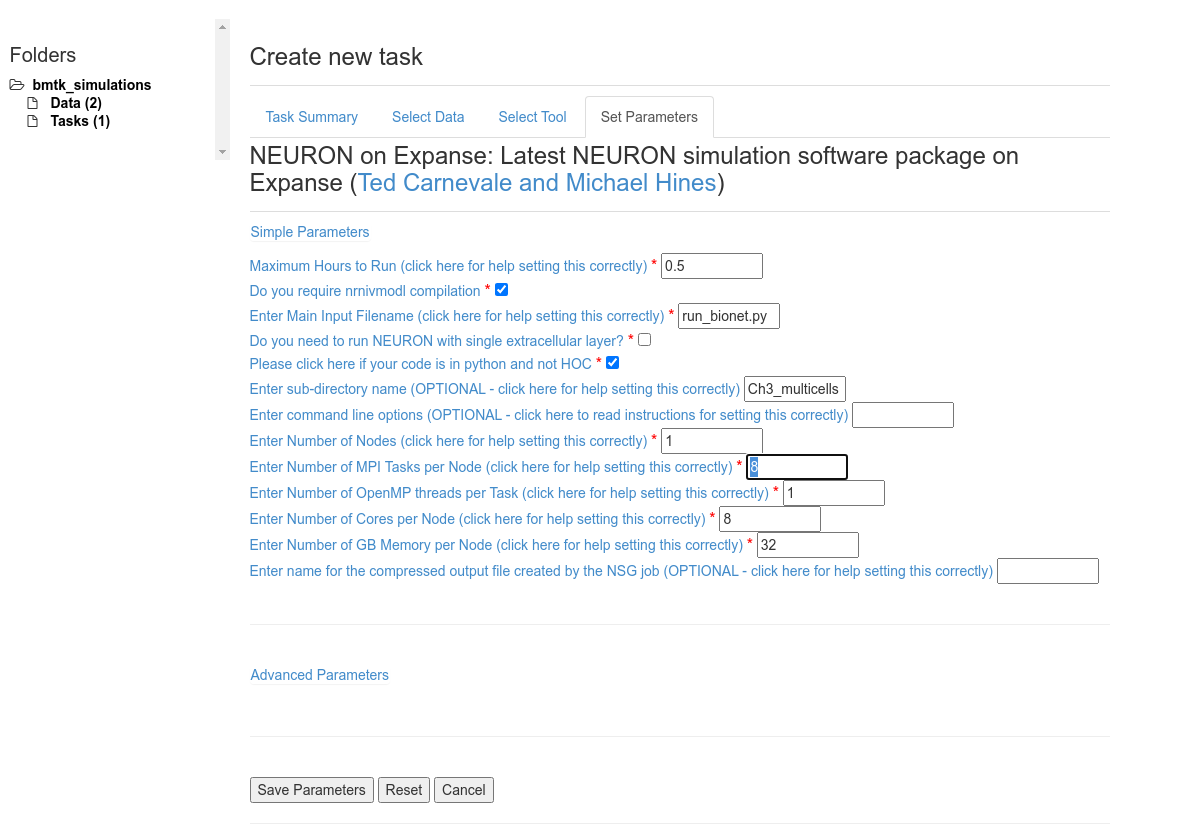 Folders
bmtk_simulations
Data (2)
Tasks (1)
Create new task
Task Summary Select Data Select Tool Set Parameters
NEURON on Expanse: Latest NEURON simulation software package on
Expanse (Ted Carnevale and Michael Hines)
Simple Parameters
Maximum Hours to Run (click here for help setting this correctly) * 0.5
Do you require nrnivmodl compilation *
Enter Main Input Filename (click here for help setting this correctly) * run_bionet.py
Do you need to run NEURON with single extracellular layer? *
Please click here if your code is in python and not HOC *
Enter sub-directory name (OPTIONAL - click here for help setting this correctly) Ch3_multicells
Enter command line options (OPTIONAL - click here to read instructions for setting this correctly)
Enter Number of Nodes (click here for help setting this correctly) * 1
Enter Number of MPI Tasks per Node (click here for help setting this correctly) * 8
Enter Number of OpenMP threads per Task (click here for help setting this correctly) * 1
Enter Number of Cores per Node (click here for help setting this correctly) * 8
Enter Number of GB Memory per Node (click here for help setting this correctly) * 32
Enter name for the compressed output file created by the NSG job (OPTIONAL - click here for help setting this correctly)
Advanced Parameters
Save Parameters Reset Cancel